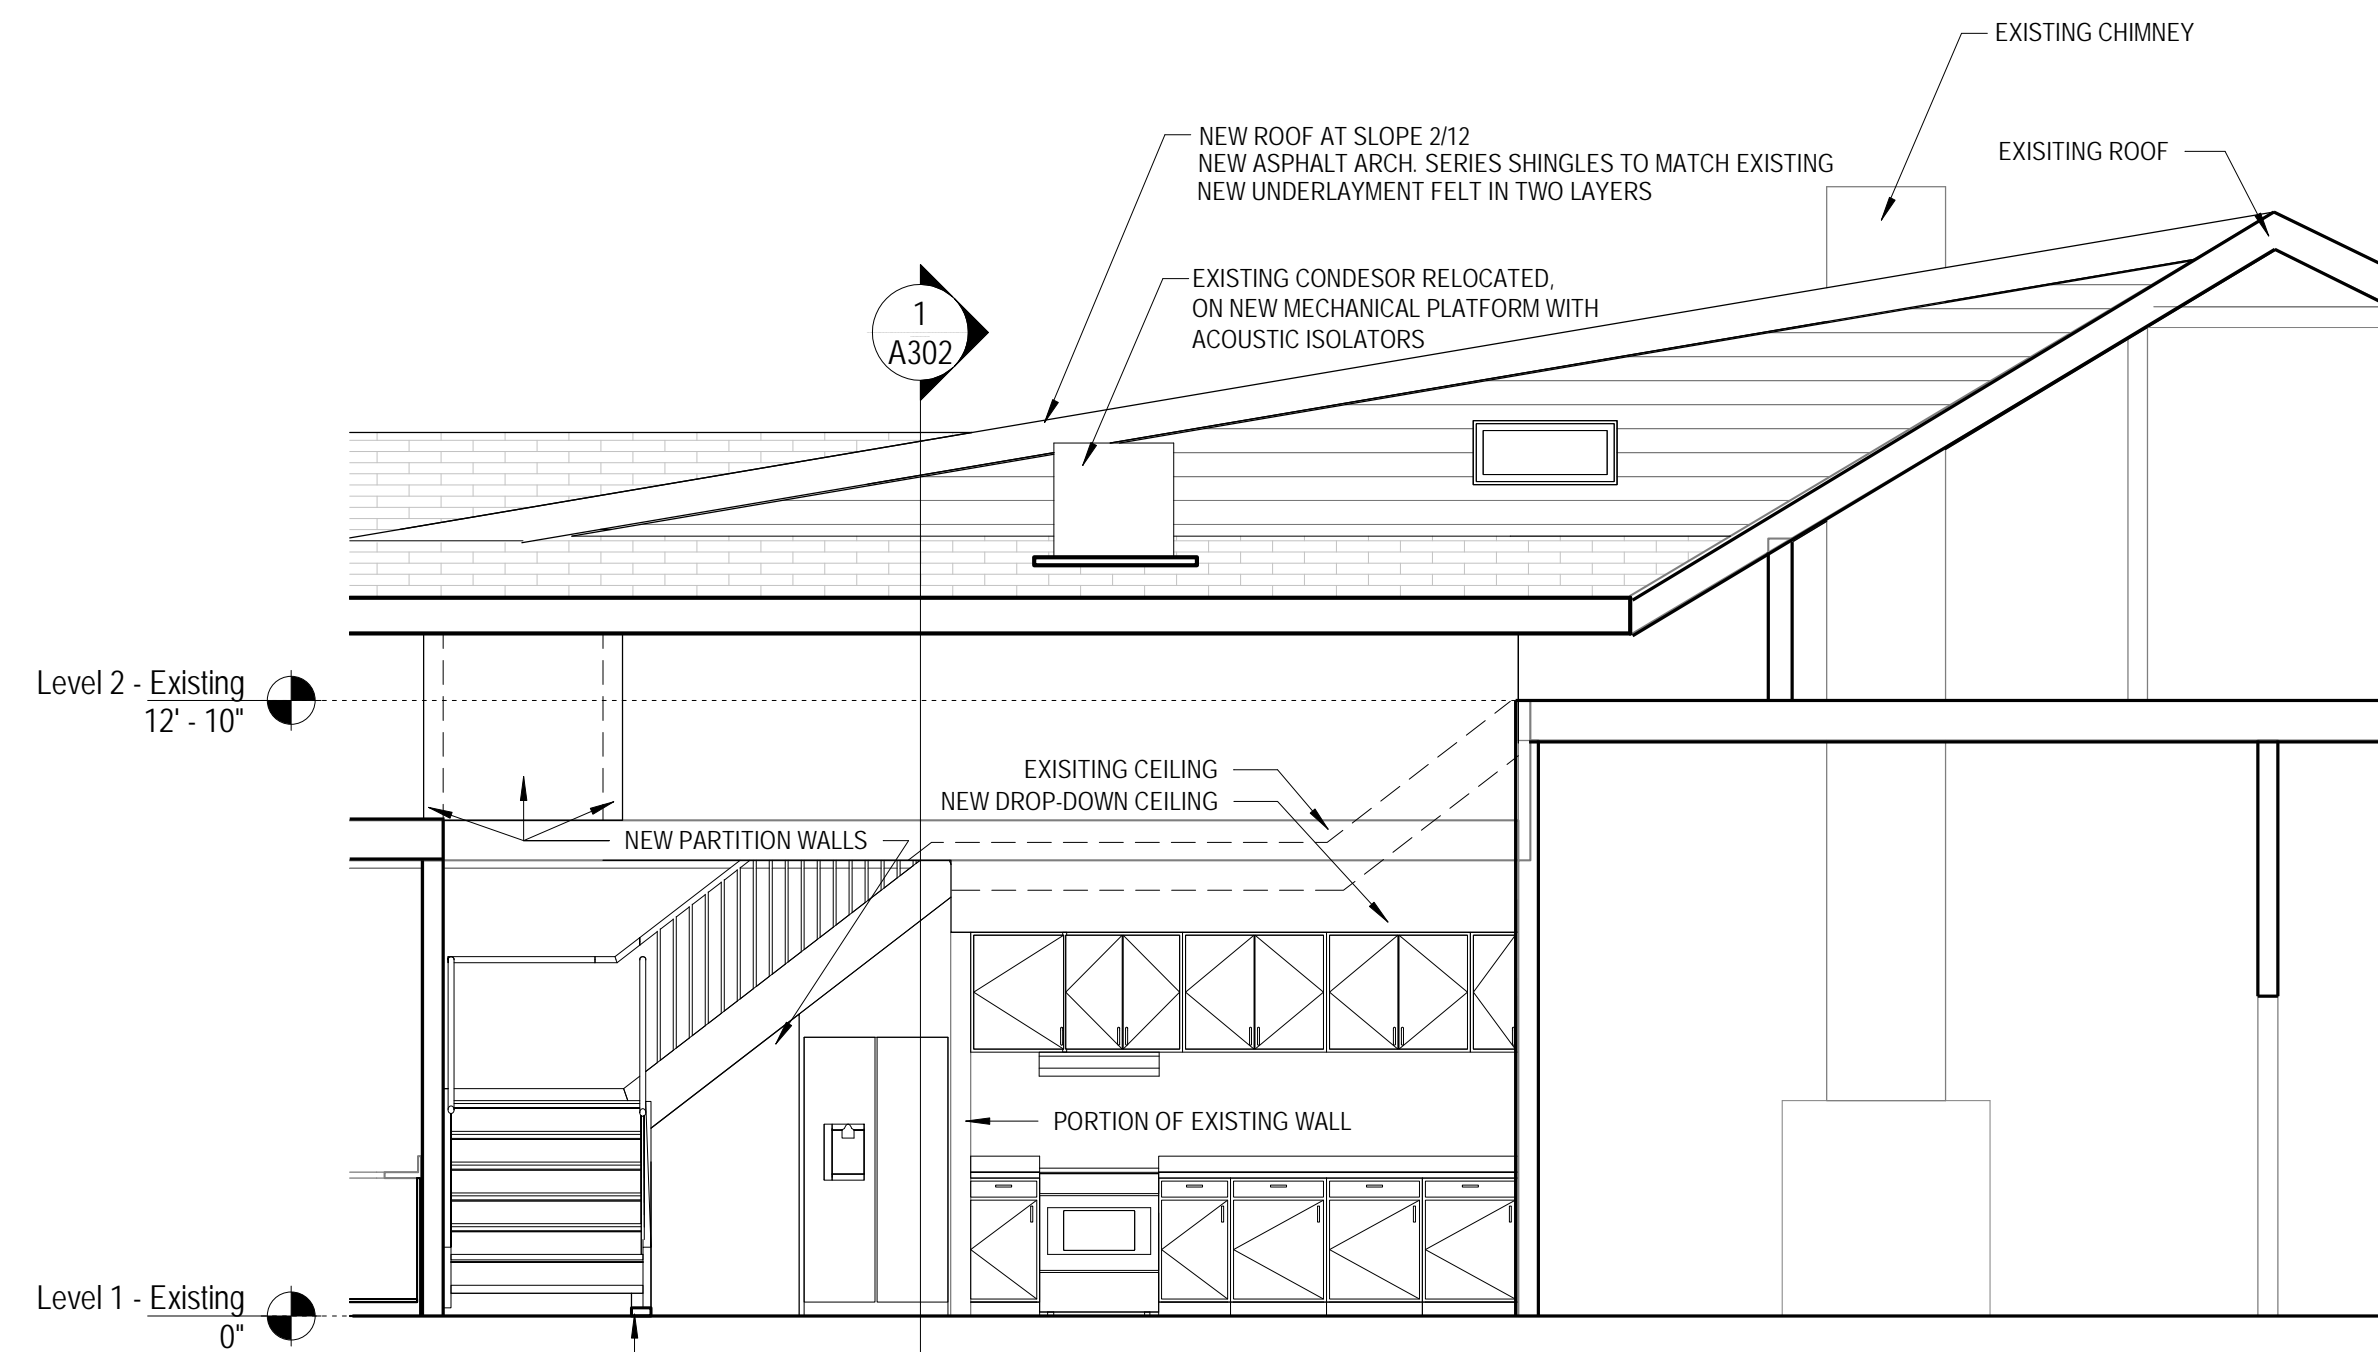 EXISTING CHIMNEY
NEW ROOF AT SLOPE 2/12
NEW ASPHALT ARCH. SERIES SHINGLES TO MATCH EXISTING
NEW UNDERLAYMENT FELT IN TWO LAYERS
EXISITING ROOF
EXISTING CONDESOR RELOCATED,
ON NEW MECHANICAL PLATFORM WITH
ACOUSTIC ISOLATORS
1
A302
Level 2 - Existing
12' - 10"
EXISITING CEILING
NEW DROP-DOWN CEILING
NEW PARTITION WALLS
PORTION OF EXISTING WALL
Level 1 - Existing
0"